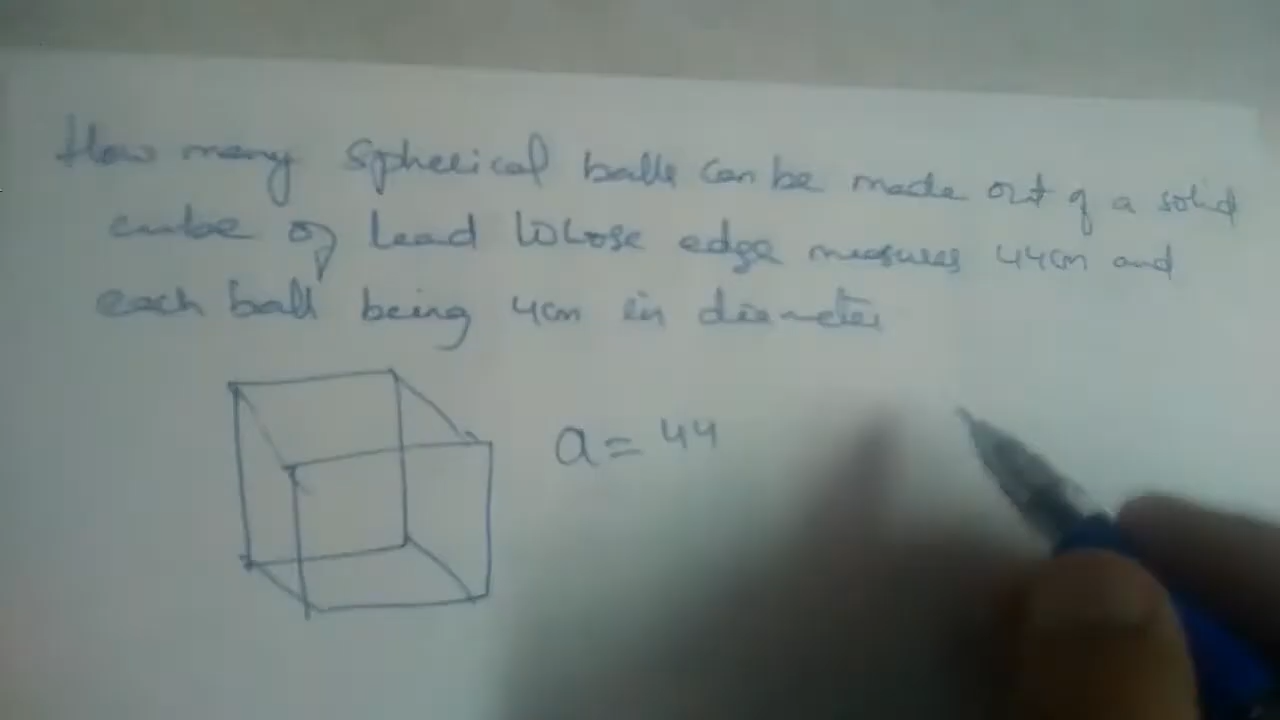 How many spherical balls can be made out of a solid
cube of lead whose edge measures 44cm and
each ball being 4cm in diameter
a = 44